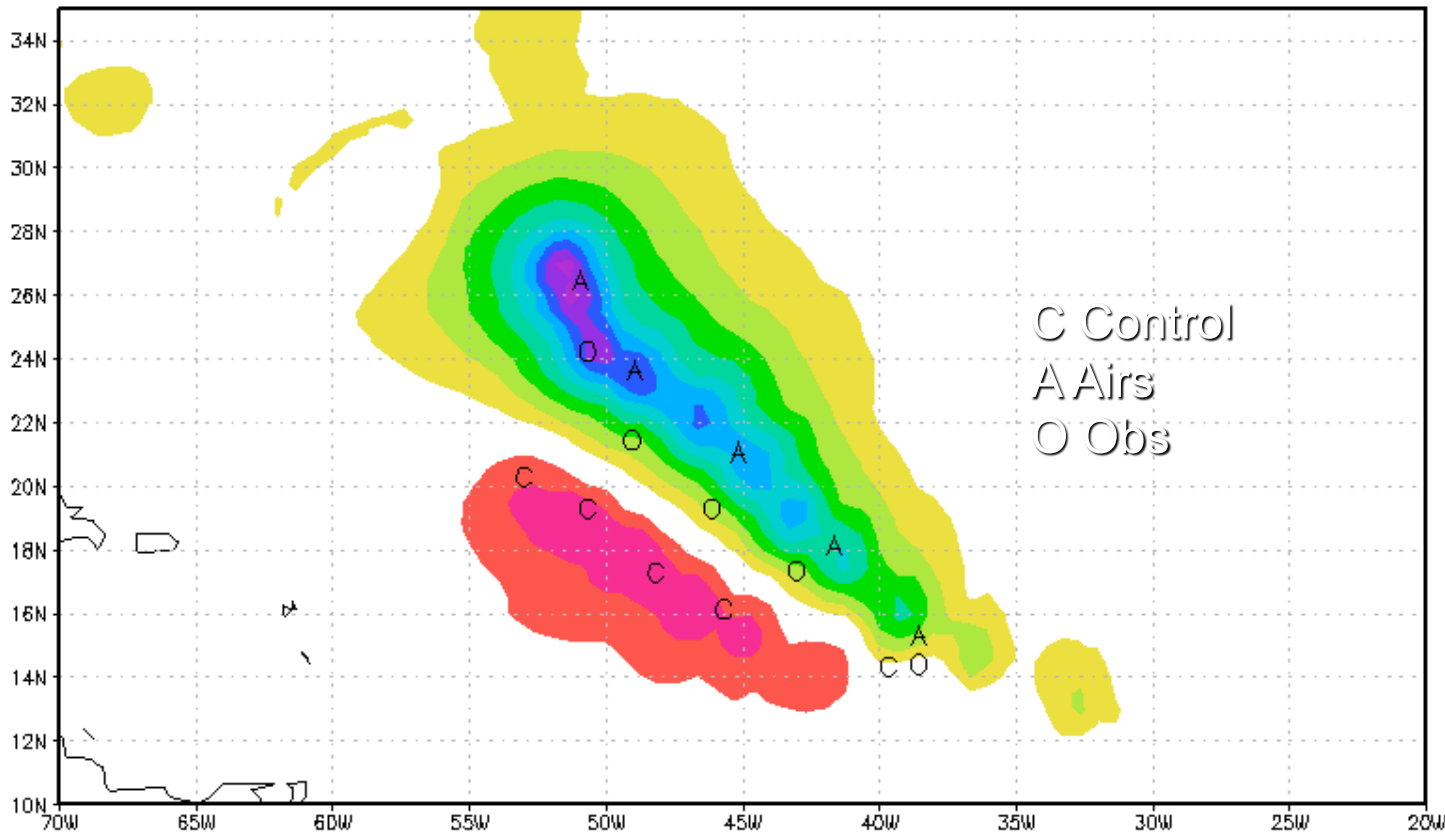 34N
32N
30N
28N
26N
A
24N
O
A
C Control
A Airs
O Obs
22N
O
A
20N
C
C
O
18N
A
C
O
16N
C
A
14N
C O
12N
10N
70W 65W 60W 55W 50W 45W 40W 35W 30W 25W 20W